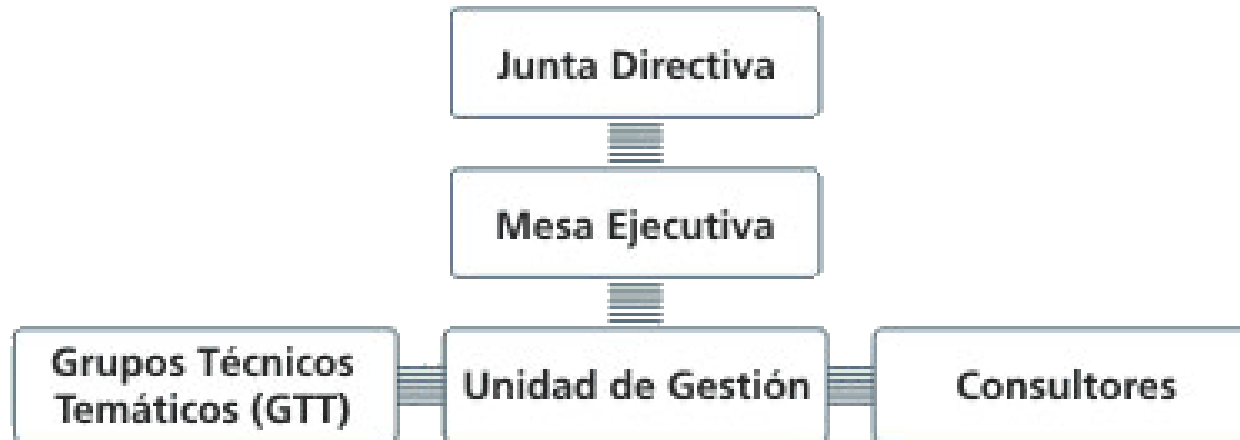 Junta Directiva
Mesa Ejecutiva
Grupos Técnicos
Temáticos (GTT)
Unidad de Gestión
Consultores